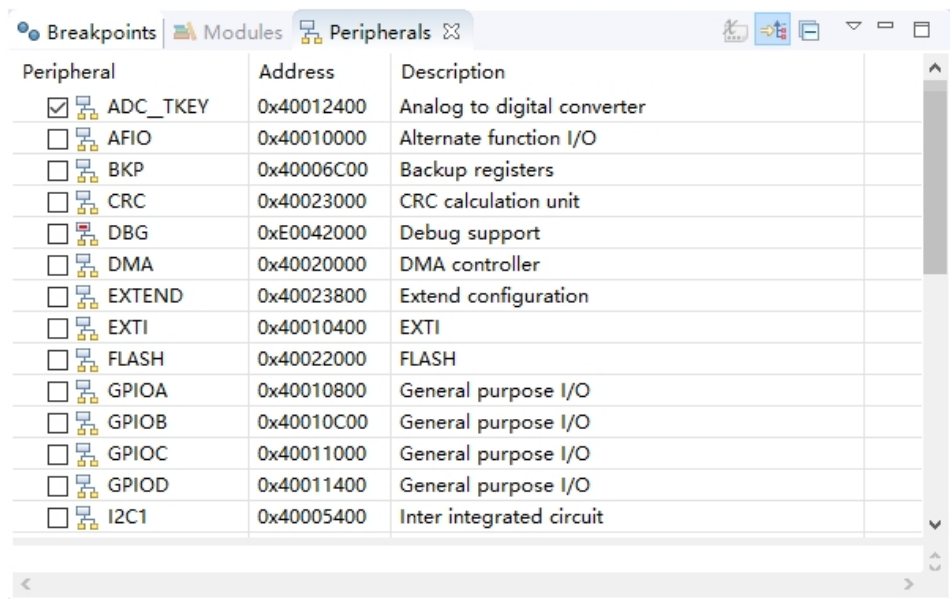 Breakpoints Modules Peripherals
Peripheral Address Description
ADC_TKEY 0x40012400 Analog to digital converter
AFIO 0x40010000 Alternate function I/O
BKP 0x40006C00 Backup registers
CRC 0x40023000 CRC calculation unit
DBG 0xE0042000 Debug support
DMA 0x40020000 DMA controller
EXTEND 0x40023800 Extend configuration
EXTI 0x40010400 EXTI
FLASH 0x40022000 FLASH
GPIOA 0x40010800 General purpose I/O
GPIOB 0x40010C00 General purpose I/O
GPIOC 0x40011000 General purpose I/O
GPIOD 0x40011400 General purpose I/O
I2C1 0x40005400 Inter integrated circuit